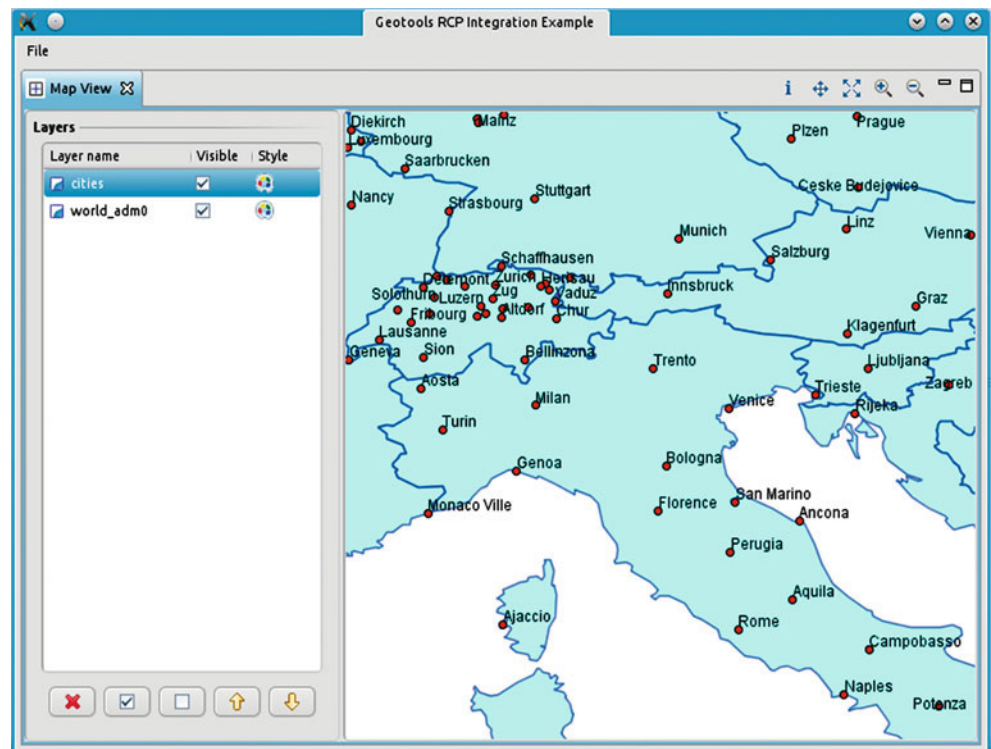 Geotools RCP Integration Example
File
Map View
i
Layers
Layer name Visible Style
cities
world_adm0
Diekirch
Mainz
Prague
Plzen
Luxembourg
Saarbrucken
Ceske Budejovice
Nancy
Stuttgart
Strasbourg
Linz
Munich
Vienna
Salzburg
Schaffhausen
Delemont
Zurich
Herisau
Innsbruck
Solothurn
Luzern
Zug
Vaduz
Graz
Fribourg
Altdorf
Chur
Lausanne
Klagenfurt
Geneva
Sion
Bellinzona
Trento
Ljubljana
Aosta
Trieste
Zagreb
Milan
Venice
Rijeka
Turin
Genoa
Bologna
Monaco Ville
Florence
San Marino
Ancona
Perugia
Aquila
Ajaccio
Rome
Campobasso
Naples
Potenza